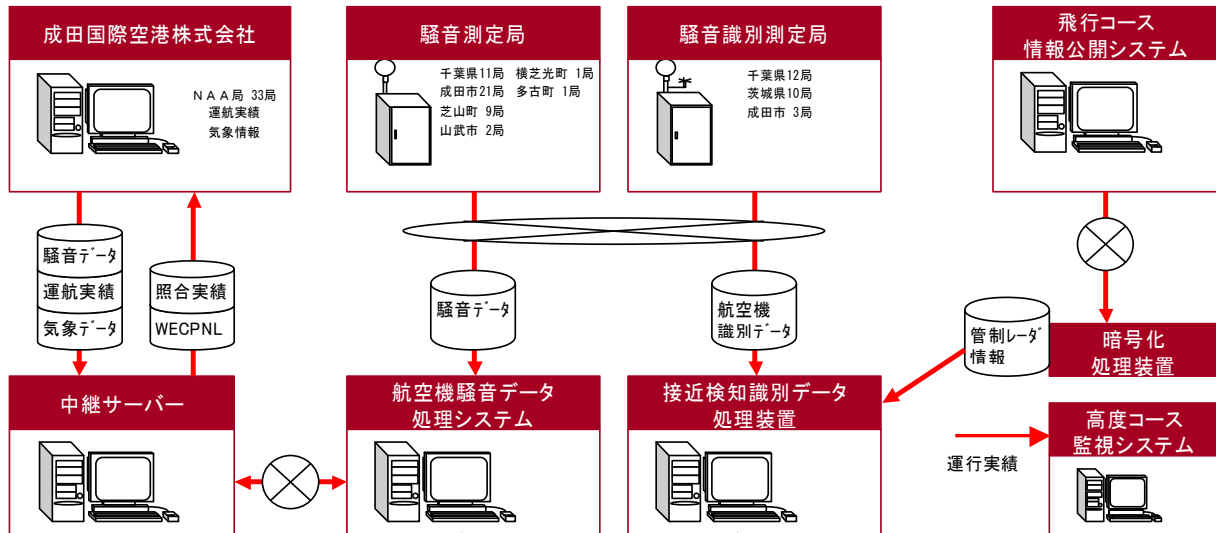 成田国際空港株式会社
ＮＡＡ局 33局
運航実績
気象情報
騒音測定局
千葉県11局 横芝光町 1局
成田市21局 多古町 1局
芝山町 9局
山武市 2局
騒音識別測定局
千葉県12局
茨城県10局
成田市 3局
飛行コース
情報公開システム
騒音ﾃﾞｰﾀ
運航実績
気象ﾃﾞｰﾀ
照合実績
WECPNL
騒音ﾃﾞｰﾀ
航空機
識別ﾃﾞｰﾀ
管制ﾚｰﾀﾞ
情報
暗号化
処理装置
中継サーバー
航空機騒音データ
処理システム
接近検知識別データ
処理装置
運行実績
高度コース
監視システム